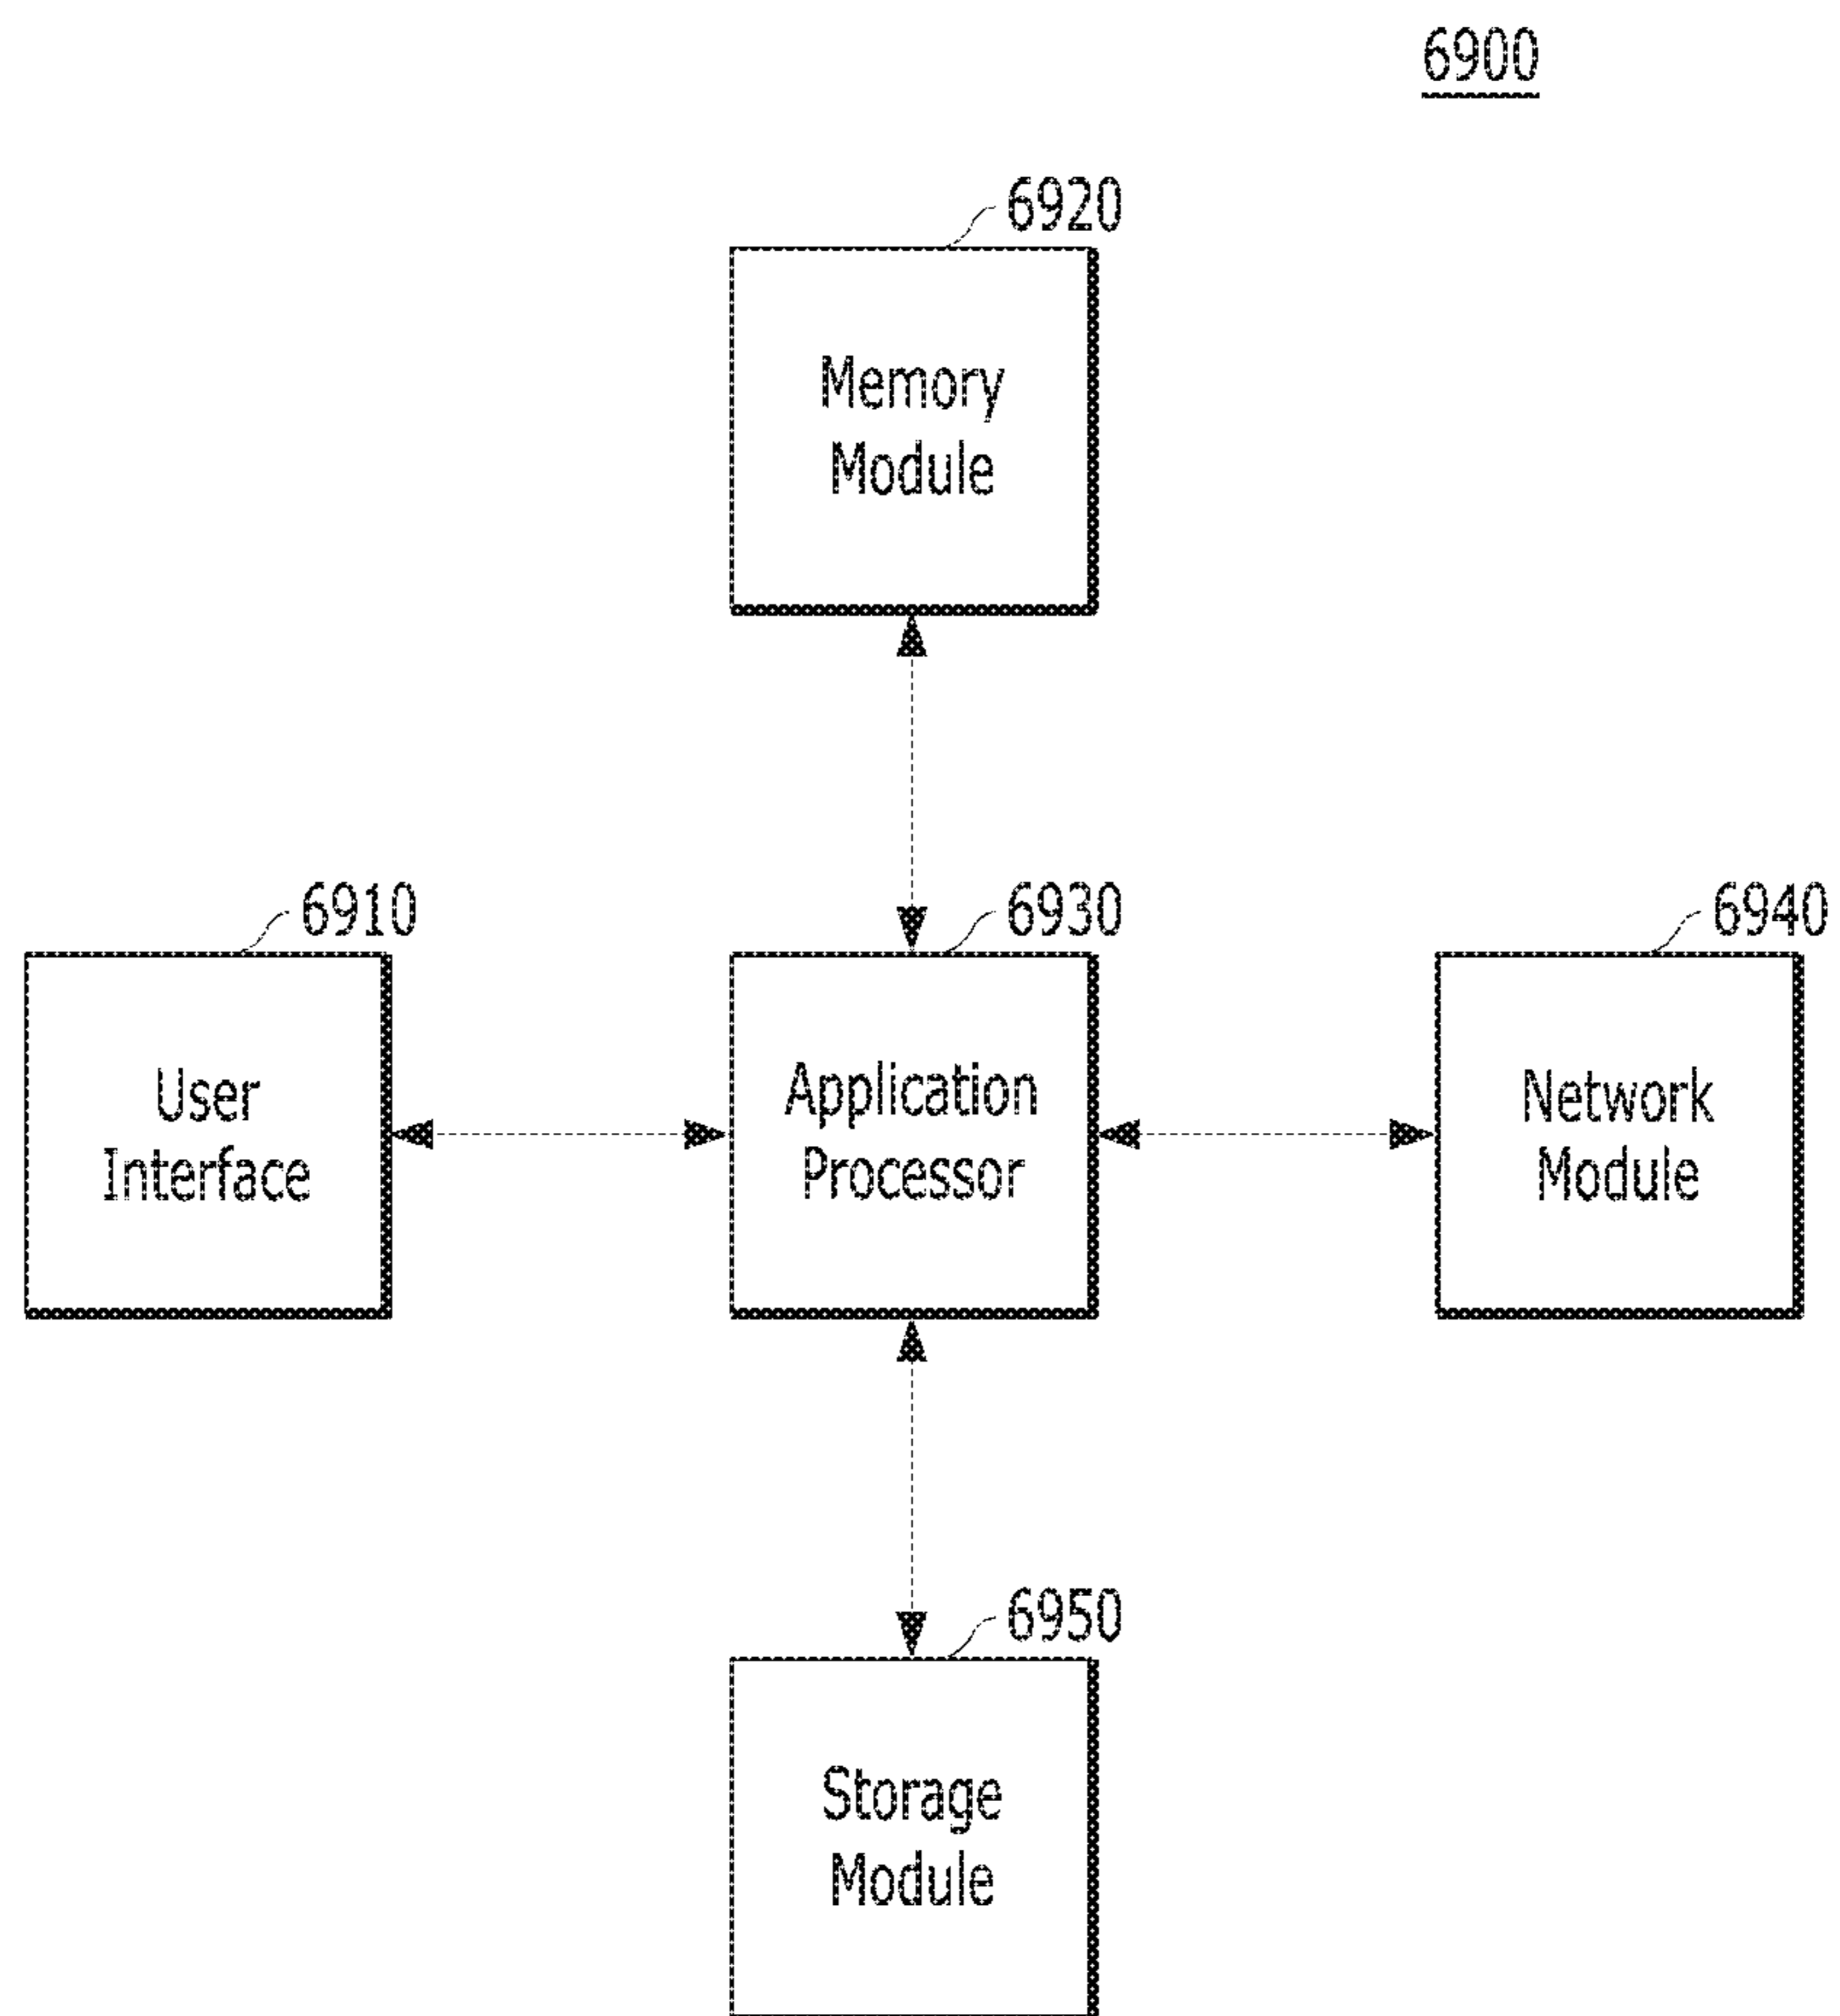 6900
6920
Memory
Module
6910
6930
6940
User
Interface
Application
Processor
Network
Module
6950
Storage
Module